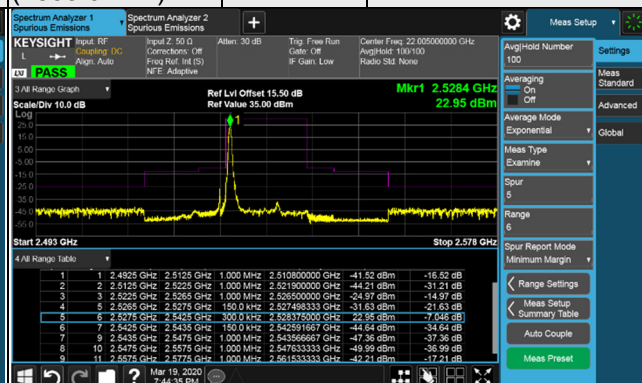 Spectrum Analyzer 1
Spurious Emissions
Spectrum Analyzer 2
Spurious Emissions
+
Meas Setup
KEYSIGHT
L
LXI PASS
Input: RF
Coupling: DC
Align: Auto
Input Z: 50 Ω
Corrections: Off
Freq Ref: Int (S)
NFE: Adaptive
Atten: 30 dB
Trig: Free Run
Gate: Off
IF Gain: Low
Center Freq: 22.005000000 GHz
Avg|Hold: 100/100
Radio Std: None
3 All Range Graph
Scale/Div 10.0 dB
Ref Lvl Offset 15.50 dB
Ref Value 35.00 dBm
Mkr1 2.5284 GHz
22.95 dBm
Log
25.0
15.0
5.00
-5.00
-15.0
-25.0
-35.0
-45.0
-55.0
1
Start 2.493 GHz
Stop 2.578 GHz
4 All Range Table
1 1 2.4925 GHz 2.5125 GHz 1.000 MHz 2.510800000 GHz -41.52 dBm -16.52 dB
2 2 2.5125 GHz 2.5225 GHz 1.000 MHz 2.521900000 GHz -44.21 dBm -31.21 dB
3 3 2.5225 GHz 2.5265 GHz 1.000 MHz 2.526500000 GHz -24.97 dBm -14.97 dB
4 5 2.5265 GHz 2.5275 GHz 150.0 kHz 2.527498333 GHz -31.63 dBm -21.63 dB
5 6 2.5275 GHz 2.5425 GHz 300.0 kHz 2.528375000 GHz 22.95 dBm -7.046 dB
6 7 2.5425 GHz 2.5435 GHz 150.0 kHz 2.542591667 GHz -44.64 dBm -34.64 dB
7 9 2.5435 GHz 2.5475 GHz 1.000 MHz 2.543566667 GHz -47.36 dBm -37.36 dB
8 10 2.5475 GHz 2.5575 GHz 1.000 MHz 2.547633333 GHz -49.99 dBm -36.99 dB
9 11 2.5575 GHz 2.5775 GHz 1.000 MHz 2.561533333 GHz -42.21 dBm -17.21 dB
Avg|Hold Number
100
Averaging
On
Off
Average Mode
Exponential
Meas Type
Examine
Spur
5
Range
6
Spur Report Mode
Minimum Margin
Range Settings
Meas Setup
Summary Table
Auto Couple
Meas Preset
Settings
Meas
Standard
Advanced
Global
?
Mar 19, 2020
7:44:35 PM